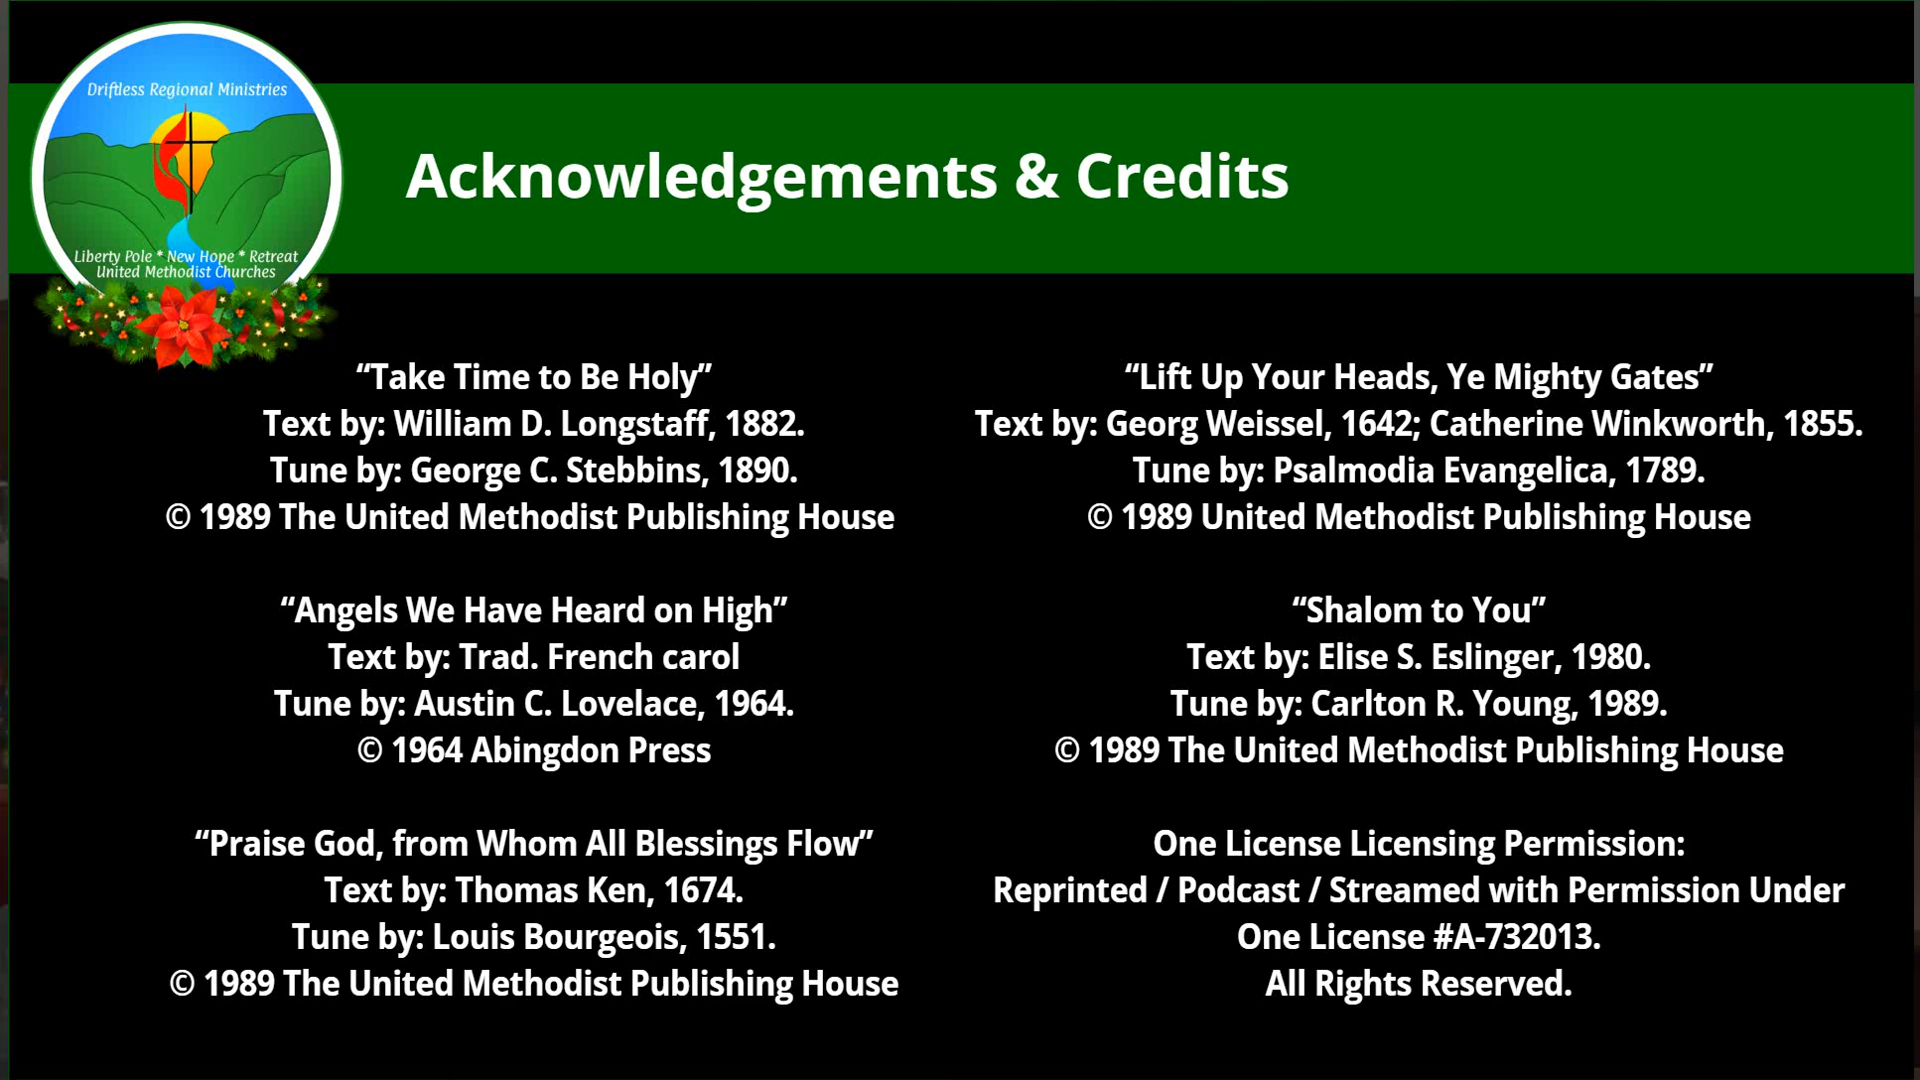 Driftless Regional Ministries
Liberty Pole * New Hope * Retreat
United Methodist Churches
Acknowledgements & Credits
“Take Time to Be Holy”
Text by: William D. Longstaff, 1882.
Tune by: George C. Stebbins, 1890.
© 1989 The United Methodist Publishing House
“Angels We Have Heard on High”
Text by: Trad. French carol
Tune by: Austin C. Lovelace, 1964.
© 1964 Abingdon Press
“Praise God, from Whom All Blessings Flow”
Text by: Thomas Ken, 1674.
Tune by: Louis Bourgeois, 1551.
© 1989 The United Methodist Publishing House
“Lift Up Your Heads, Ye Mighty Gates”
Text by: Georg Weissel, 1642; Catherine Winkworth, 1855.
Tune by: Psalmodia Evangelica, 1789.
© 1989 United Methodist Publishing House
“Shalom to You”
Text by: Elise S. Eslinger, 1980.
Tune by: Carlton R. Young, 1989.
© 1989 The United Methodist Publishing House
One License Licensing Permission:
Reprinted / Podcast / Streamed with Permission Under
One License #A-732013.
All Rights Reserved.